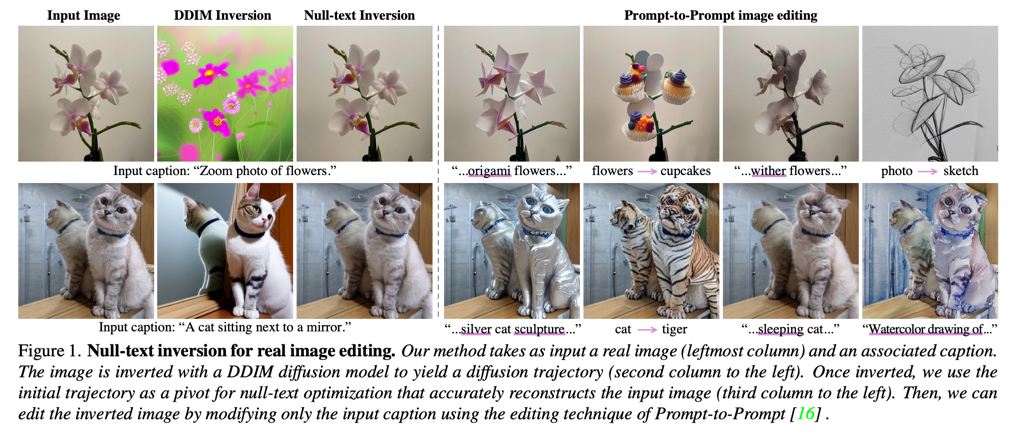 Input Image DDIM Inversion Null-text Inversion Prompt-to-Prompt image editing
Input caption: “Zoom photo of flowers.” “...origami flowers...” flowers → cupcakes “...wither flowers...” photo → sketch
Input caption: “A cat sitting next to a mirror.” “...silver cat sculpture...” cat → tiger “...sleeping cat...” “Watercolor drawing of...”
Figure 1. Null-text inversion for real image editing. Our method takes as input a real image (leftmost column) and an associated caption.
The image is inverted with a DDIM diffusion model to yield a diffusion trajectory (second column to the left). Once inverted, we use the
initial trajectory as a pivot for null-text optimization that accurately reconstructs the input image (third column to the left). Then, we can
edit the inverted image by modifying only the input caption using the editing technique of Prompt-to-Prompt [16] .